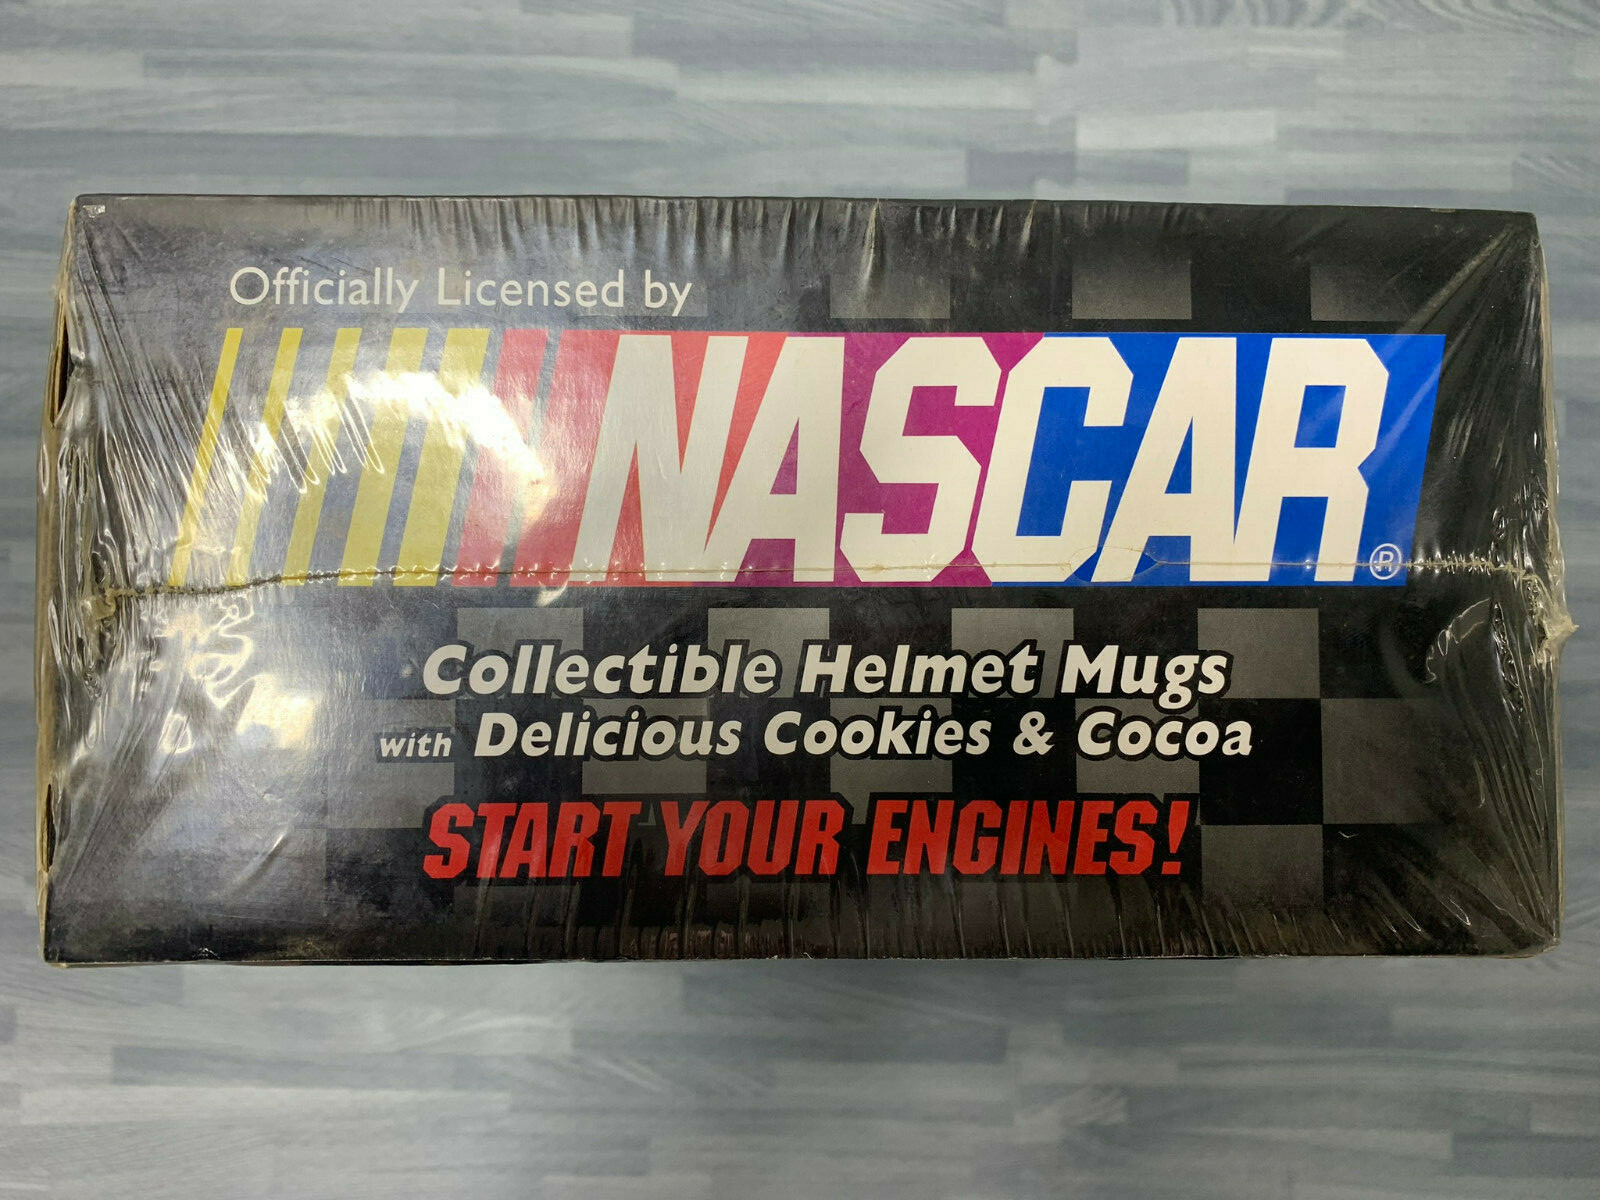 Officially Licensed by
NASCAR®
Collectible Helmet Mugs
with Delicious Cookies & Cocoa
START YOUR ENGINES!